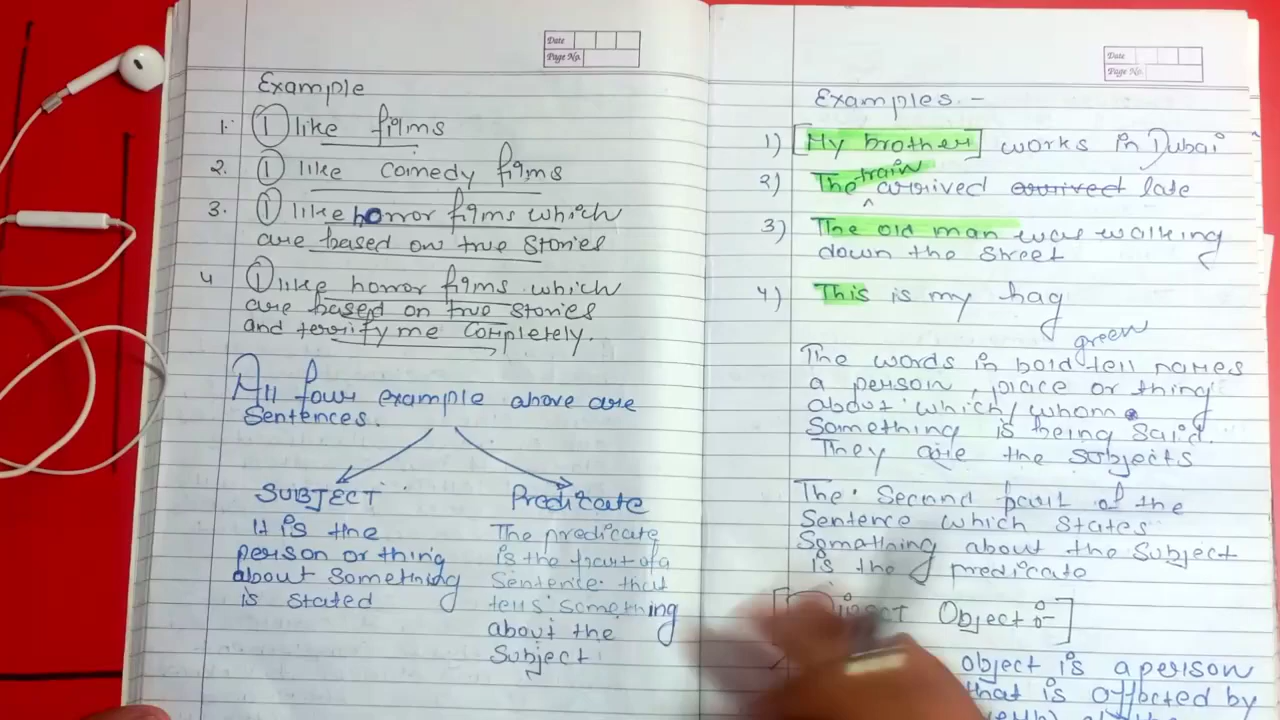 Date
Page No.
Example
1. I like films
2. I like comedy films
3. I like horror films which
are based on true Stories
4 I like horror films which
are based on true Stories
and terrify me completely.
All four example above are
Sentences.
SUBJECT
It is the
person or thing
about something
is stated
Predicate
The predicate
is the part of a
Sentence that
tells something
about the
Subject
Date
Page No.
Examples. -
1) [My brother] works in Dubai
2) The train arrived arrived late
3) The old man was walking
down the street
4) This is my bag
green
The words in bold tell names
a person, place or thing
about which/whom
Something is being said.
They are the subjects
The Second part of the
Sentence which states
Something about the Subject
is the predicate
Object :-]
object is a person
that is affected by